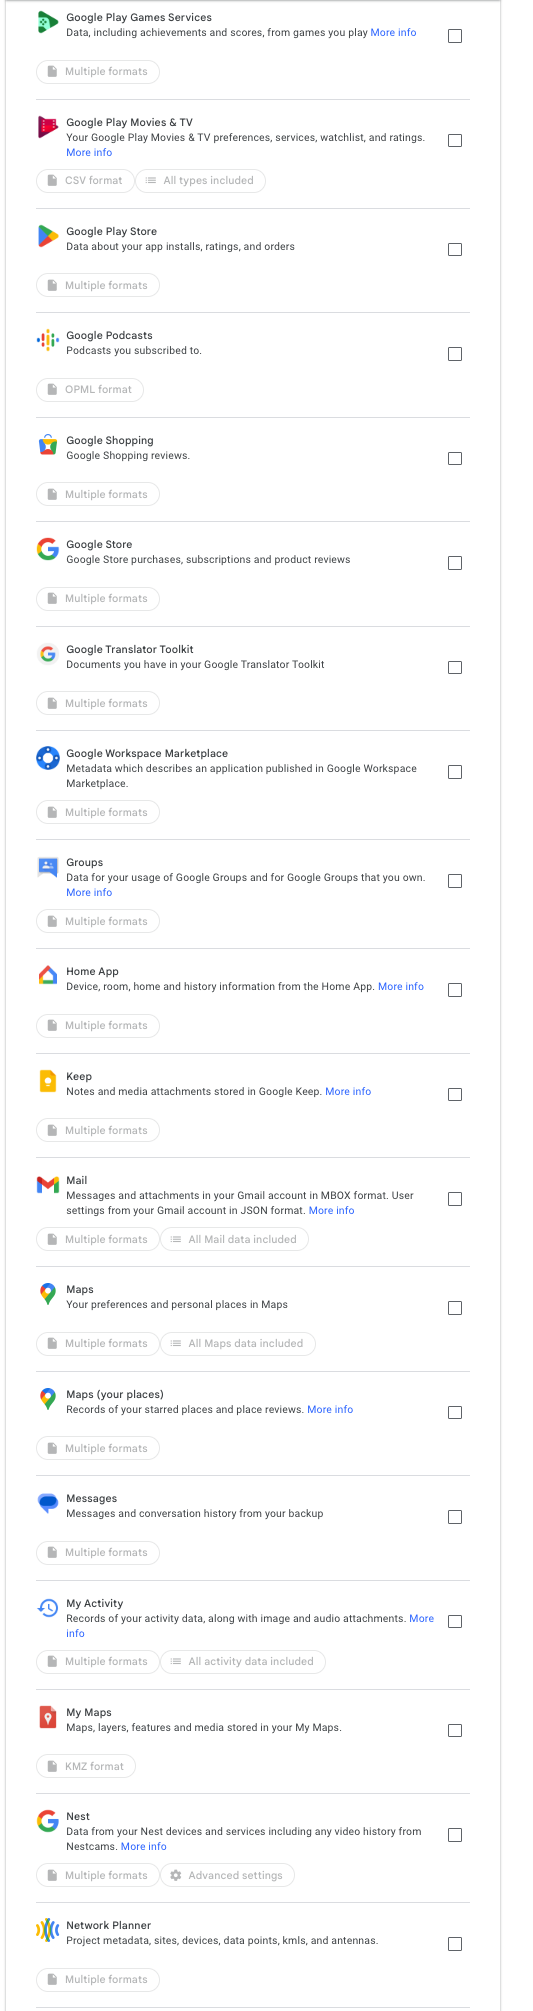 Google Play Games Services
Data, including achievements and scores, from games you play More info
Multiple formats
Google Play Movies & TV
Your Google Play Movies & TV preferences, services, watchlist, and ratings.
More info
CSV format All types included
Google Play Store
Data about your app installs, ratings, and orders
Multiple formats
Google Podcasts
Podcasts you subscribed to.
OPML format
Google Shopping
Google Shopping reviews.
Multiple formats
Google Store
Google Store purchases, subscriptions and product reviews
Multiple formats
Google Translator Toolkit
Documents you have in your Google Translator Toolkit
Multiple formats
Google Workspace Marketplace
Metadata which describes an application published in Google Workspace
Marketplace.
Multiple formats
Groups
Data for your usage of Google Groups and for Google Groups that you own.
More info
Multiple formats
Home App
Device, room, home and history information from the Home App. More info
Multiple formats
Keep
Notes and media attachments stored in Google Keep. More info
Multiple formats
Mail
Messages and attachments in your Gmail account in MBOX format. User
settings from your Gmail account in JSON format. More info
Multiple formats All Mail data included
Maps
Your preferences and personal places in Maps
Multiple formats All Maps data included
Maps (your places)
Records of your starred places and place reviews. More info
Multiple formats
Messages
Messages and conversation history from your backup
Multiple formats
My Activity
Records of your activity data, along with image and audio attachments. More
info
Multiple formats All activity data included
My Maps
Maps, layers, features and media stored in your My Maps.
KMZ format
Nest
Data from your Nest devices and services including any video history from
Nestcams. More info
Multiple formats Advanced settings
Network Planner
Project metadata, sites, devices, data points, kmls, and antennas.
Multiple formats